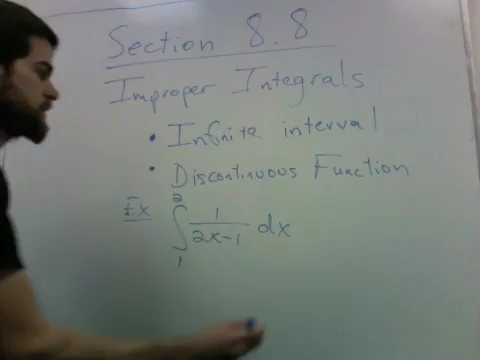 Section 8.8
Improper Integrals
• Infinite interval
• Discontinuous Function
Ex ∫₁² 1/(2x-1) dx